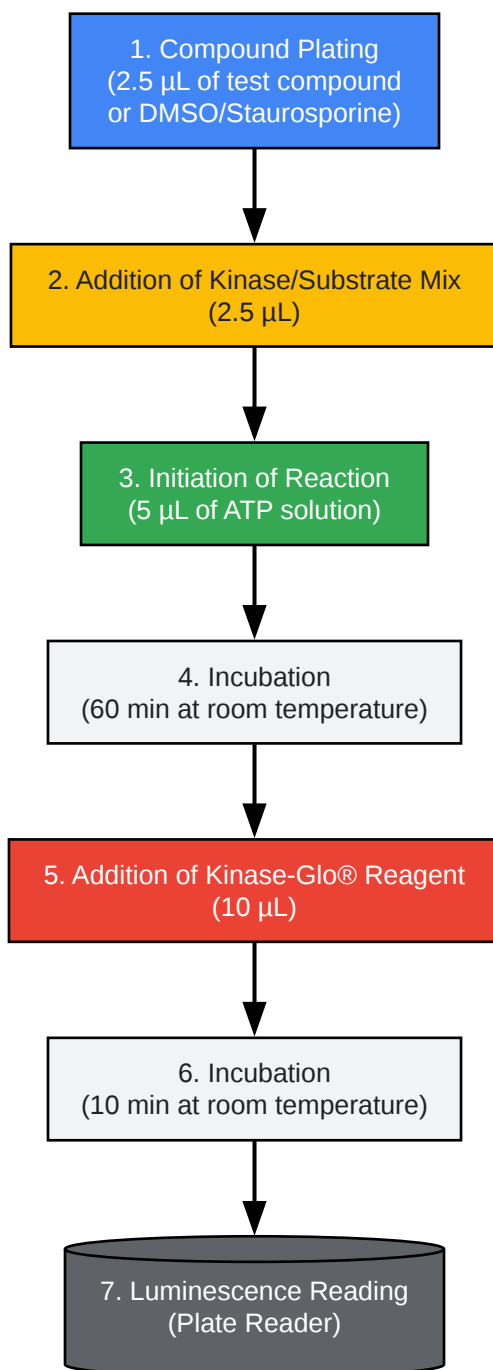 1. Compound Plating
(2.5 µL of test compound
or DMSO/Staurosporine)
2. Addition of Kinase/Substrate Mix
(2.5 µL)
3. Initiation of Reaction
(5 µL of ATP solution)
4. Incubation
(60 min at room temperature)
5. Addition of Kinase-Glo® Reagent
(10 µL)
6. Incubation
(10 min at room temperature)
7. Luminescence Reading
(Plate Reader)